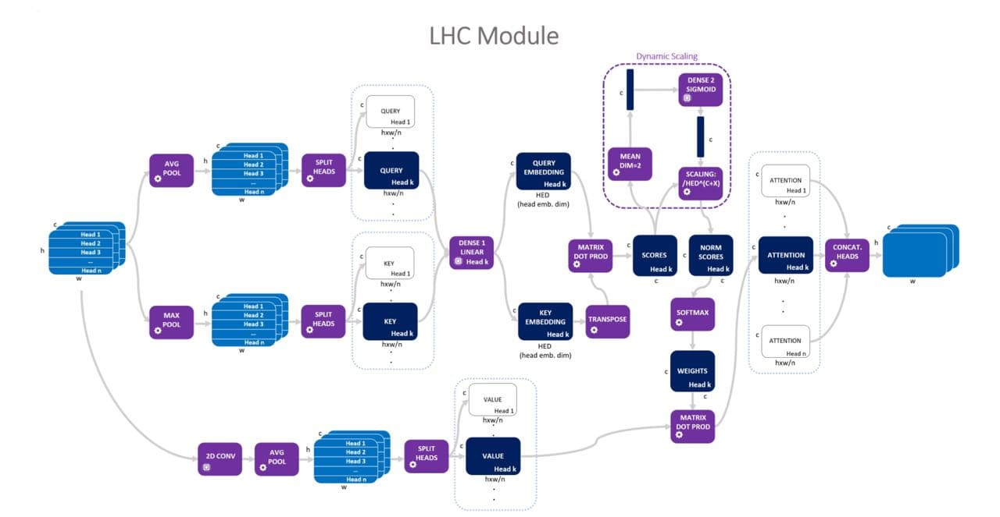 LHC Module
Dynamic Scaling
c
DENSE 2
SIGMOID
c
MEAN
DIM=2
SCALING:
/HED^(C+X)
AVG
POOL
h
c
Head 1
Head 2
Head 3
...
Head n
w
SPLIT
HEADS
c
QUERY
Head 1
hxw/n
.
.
c
QUERY
Head k
hxw/n
.
.
c
h
Head 1
Head 2
Head 3
...
Head n
w
MAX
POOL
h
c
Head 1
Head 2
Head 3
...
Head n
w
SPLIT
HEADS
c
KEY
Head 1
hxw/n
.
.
c
KEY
Head k
hxw/n
.
.
DENSE 1
LINEAR
Head k
c
QUERY
EMBEDDING
Head k
HED
(head emb. dim)
c
KEY
EMBEDDING
Head k
HED
(head emb. dim)
TRANSPOSE
MATRIX
DOT PROD
c
SCORES
Head k
c
c
NORM
SCORES
Head k
c
SOFTMAX
c
WEIGHTS
Head k
c
MATRIX
DOT PROD
2D CONV
AVG
POOL
h
c
Head 1
Head 2
Head 3
...
Head n
w
SPLIT
HEADS
c
VALUE
Head 1
hxw/n
.
.
c
VALUE
Head k
hxw/n
.
.
c
ATTENTION
Head 1
hxw/n
.
.
c
ATTENTION
Head k
hxw/n
.
.
c
ATTENTION
Head n
hxw/n
CONCAT.
HEADS
c
h
w